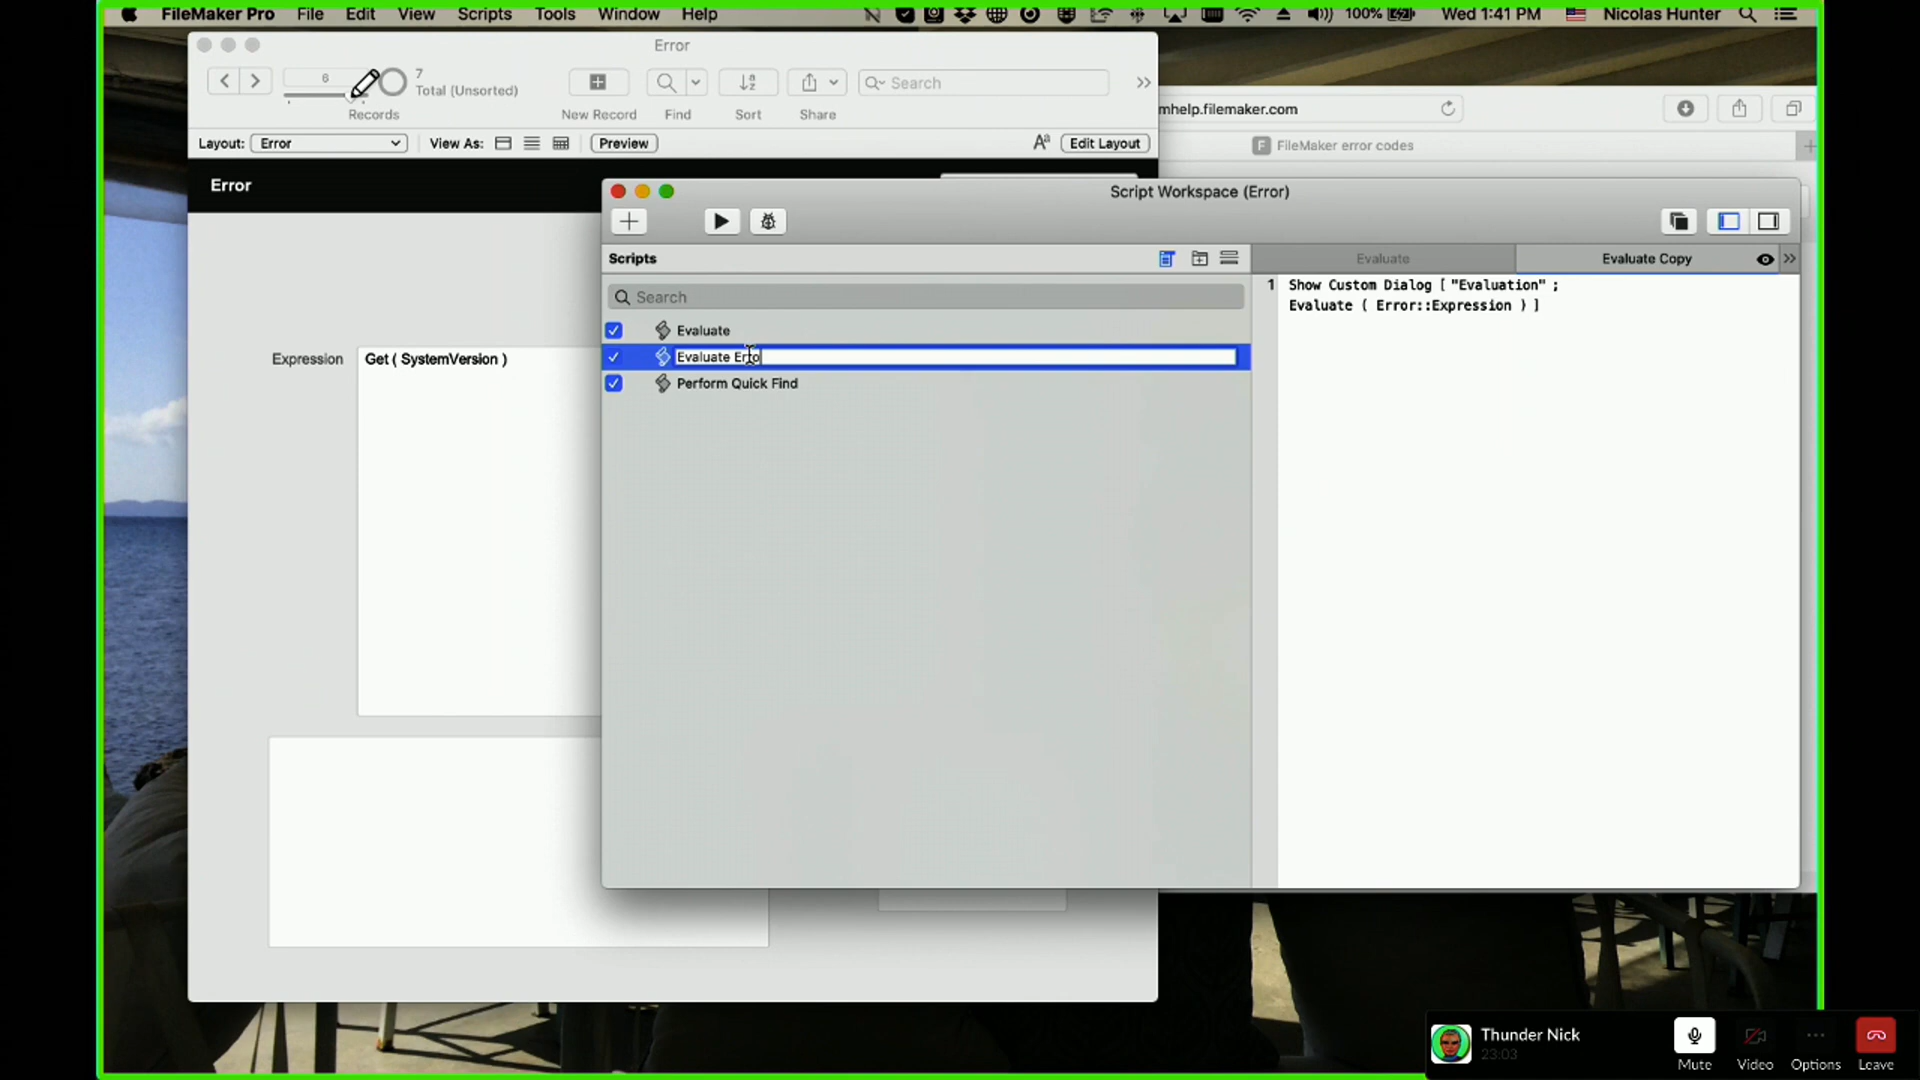 FileMaker Pro File Edit View Scripts Tools Window Help 100% Wed 1:41 PM Nicolas Hunter
Error
6
7
Total (Unsorted)
Search
Records
New Record Find Sort Share
Layout: Error View As: Preview Edit Layout
mhelp.filemaker.com
FileMaker error codes
Error
Script Workspace (Error)
Scripts
Evaluate
Evaluate Copy
Search
Evaluate
Evaluate Erro
Perform Quick Find
1 Show Custom Dialog [ "Evaluation" ;
Evaluate ( Error::Expression ) ]
Expression
Get ( SystemVersion )
Thunder Nick
23:03
Mute Video Options Leave